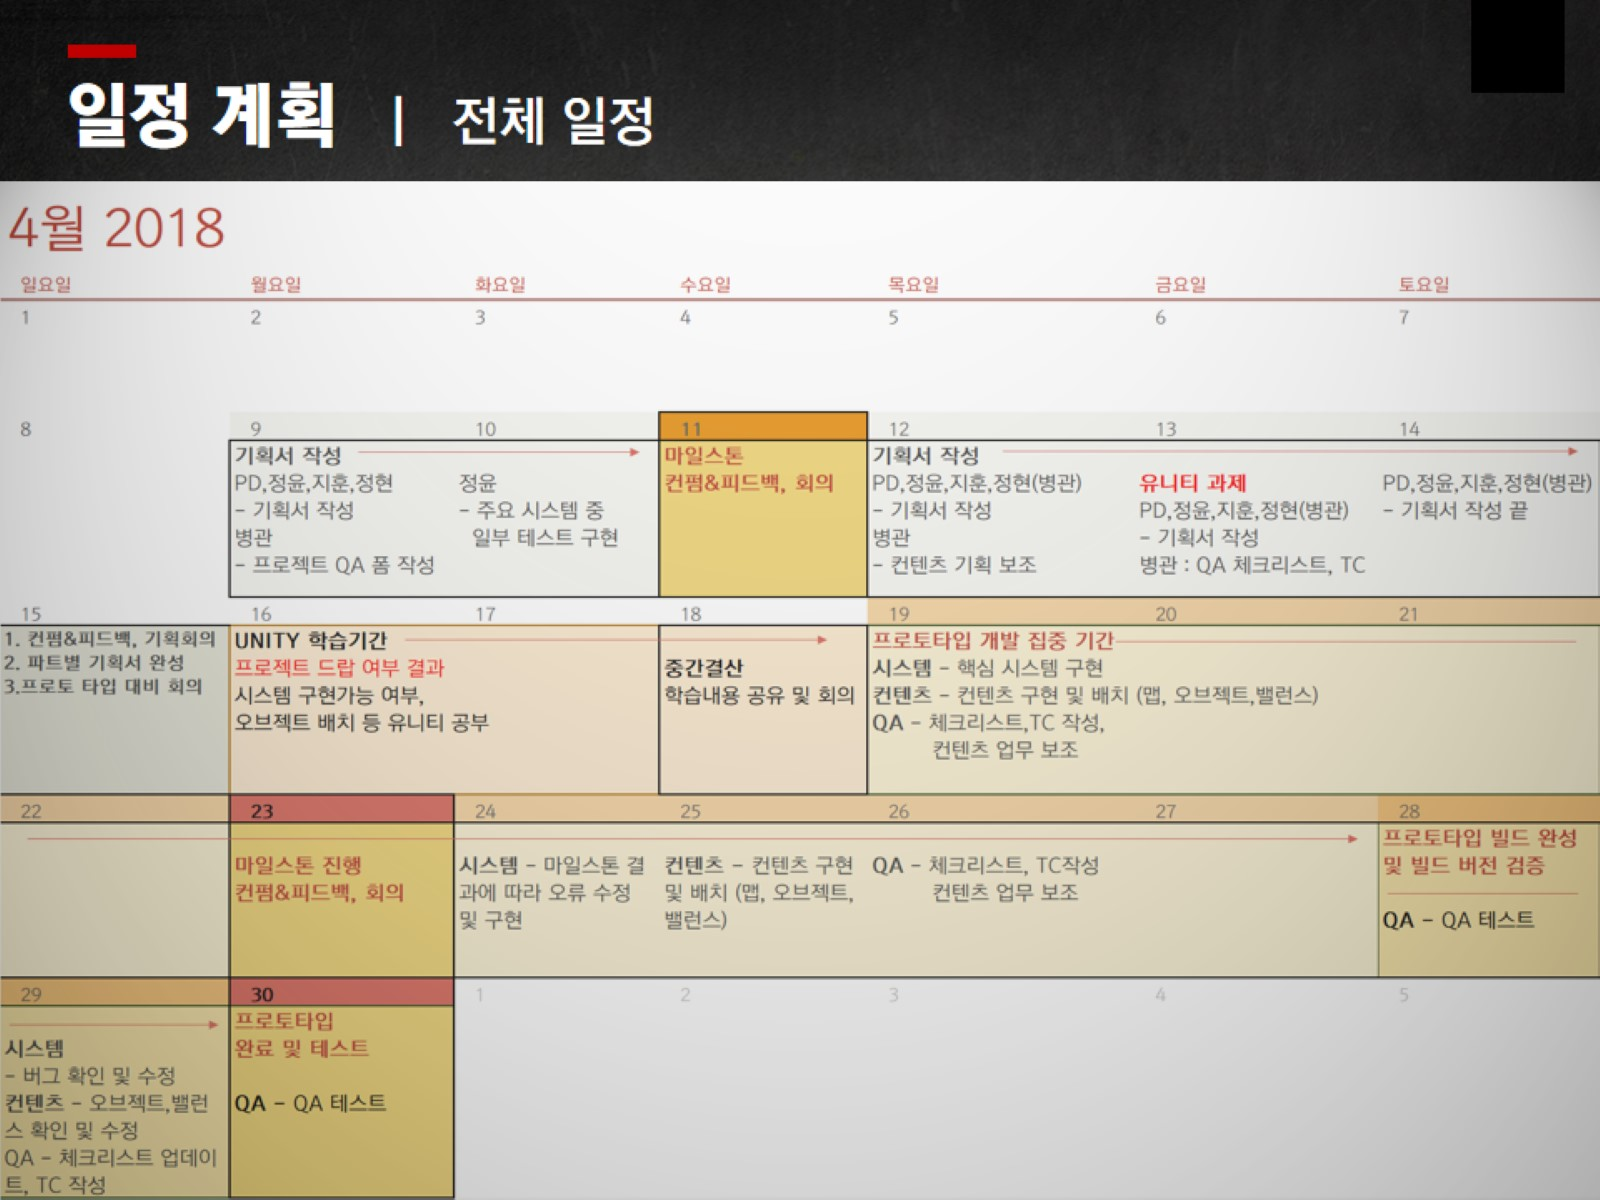 일정 계획 | 전체 일정
4월 2018
일요일 월요일 화요일 수요일 목요일 금요일 토요일
1 2 3 4 5 6 7
8 9 10 11 12 13 14
기획서 작성
PD,정윤,지훈,정현
- 기획서 작성
병관
- 프로젝트 QA 폼 작성
정윤
- 주요 시스템 중
일부 테스트 구현
마일스톤
컨펌&피드백, 회의
기획서 작성
PD,정윤,지훈,정현(병관)
- 기획서 작성
병관
- 컨텐츠 기획 보조
유니티 과제
PD,정윤,지훈,정현(병관)
- 기획서 작성
병관 : QA 체크리스트, TC
PD,정윤,지훈,정현(병관)
- 기획서 작성 끝
15 16 17 18 19 20 21
1. 컨펌&피드백, 기획회의
2. 파트별 기획서 완성
3.프로토 타입 대비 회의
UNITY 학습기간
프로젝트 드랍 여부 결과
시스템 구현가능 여부,
오브젝트 배치 등 유니티 공부
중간결산
학습내용 공유 및 회의
프로토타입 개발 집중 기간
시스템 - 핵심 시스템 구현
컨텐츠 - 컨텐츠 구현 및 배치 (맵, 오브젝트,밸런스)
QA - 체크리스트,TC 작성,
컨텐츠 업무 보조
22 23 24 25 26 27 28
마일스톤 진행
컨펌&피드백, 회의
시스템 - 마일스톤 결
과에 따라 오류 수정
및 구현
컨텐츠 - 컨텐츠 구현
및 배치 (맵, 오브젝트,
밸런스)
QA - 체크리스트, TC작성
컨텐츠 업무 보조
프로토타입 빌드 완성
및 빌드 버전 검증
QA - QA 테스트
29 30 1 2 3 4 5
시스템
- 버그 확인 및 수정
컨텐츠 - 오브젝트,밸런
스 확인 및 수정
QA - 체크리스트 업데이
트, TC 작성
프로토타입
완료 및 테스트
QA - QA 테스트